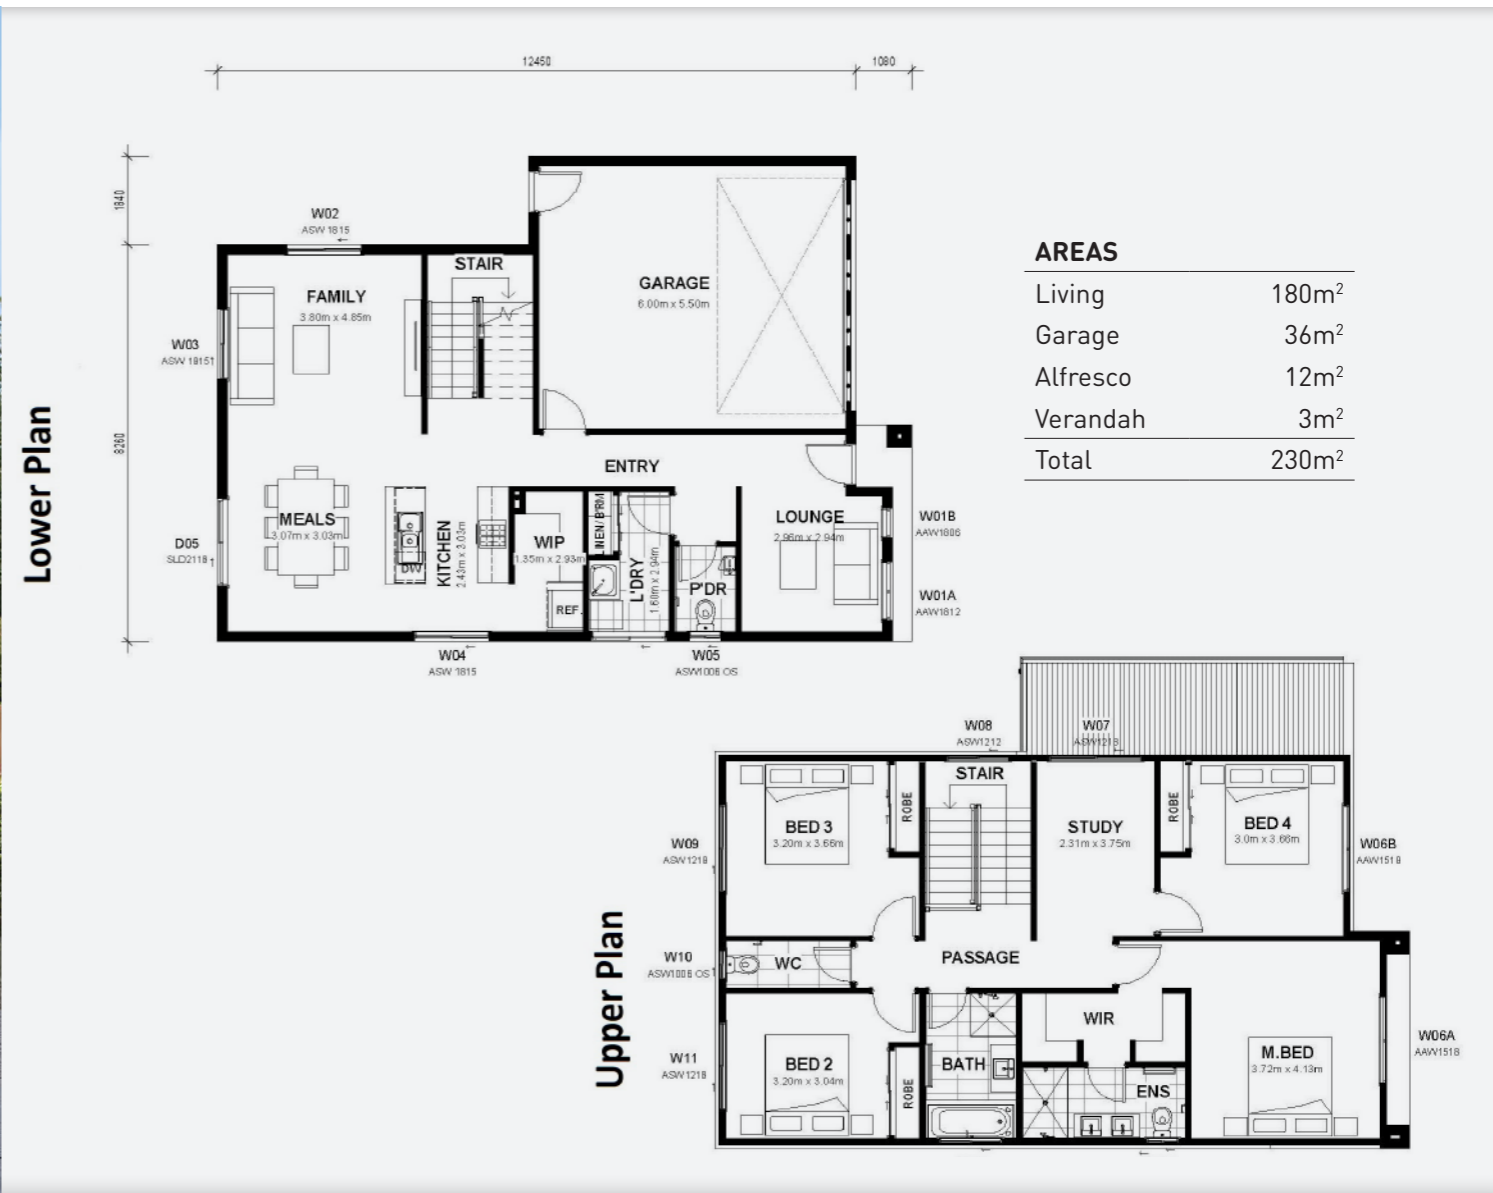 12450
1080
1840
8260
Lower Plan
W02
ASW 1815
STAIR
FAMILY
3.80m x 4.85m
GARAGE
6.00m x 5.50m
W03
ASW 18151
ENTRY
MEALS
3.07m x 3.03m
DW
KITCHEN
2.43m x 3.03m
WIP
1.35m x 2.93m
REF.
LINEN / B'RM
L'DRY
1.60m x 2.94m
P'DR
LOUNGE
2.96m x 2.94m
D05
SLD2118
W01B
AAW1806
W01A
AAW1812
W04
ASW 1815
W05
ASW1006 OS
AREAS
Living 180m²
Garage 36m²
Alfresco 12m²
Verandah 3m²
Total 230m²
Upper Plan
W08
ASW1212
W07
ASW1218
STAIR
BED 3
3.20m x 3.66m
ROBE
STUDY
2.31m x 3.75m
ROBE
BED 4
3.0m x 3.66m
W09
ASW1218
W06B
AAW1518
W10
ASW1006 OS
WC
PASSAGE
WIR
W11
ASW1218
BED 2
3.20m x 3.04m
ROBE
BATH
ENS
M.BED
3.72m x 4.13m
W06A
AAW1518